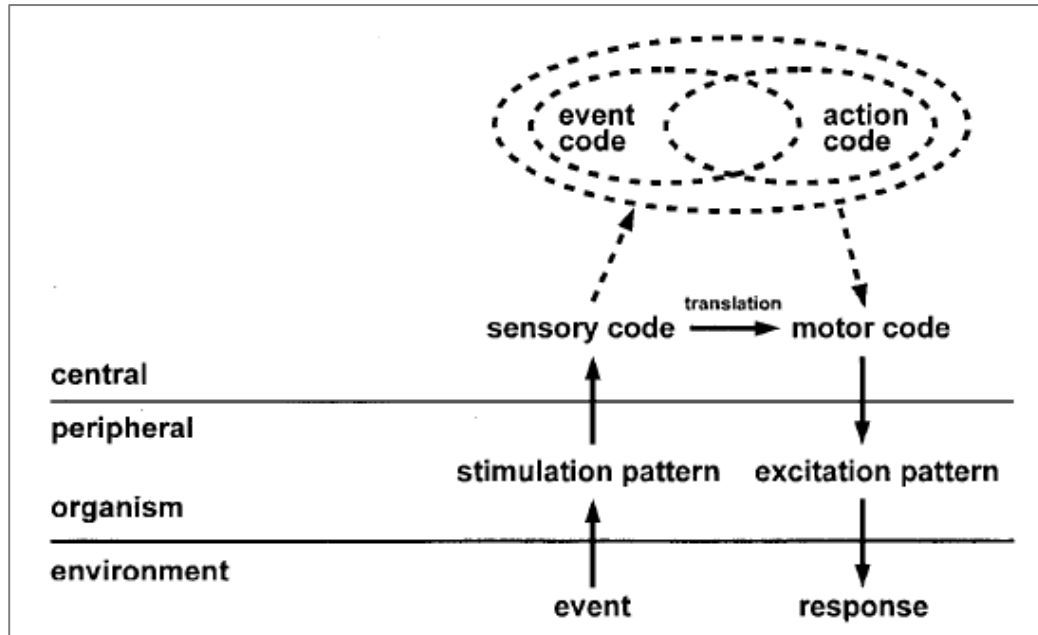 event action
code code
translation
sensory code motor code
central
peripheral
stimulation pattern excitation pattern
organism
environment
event response